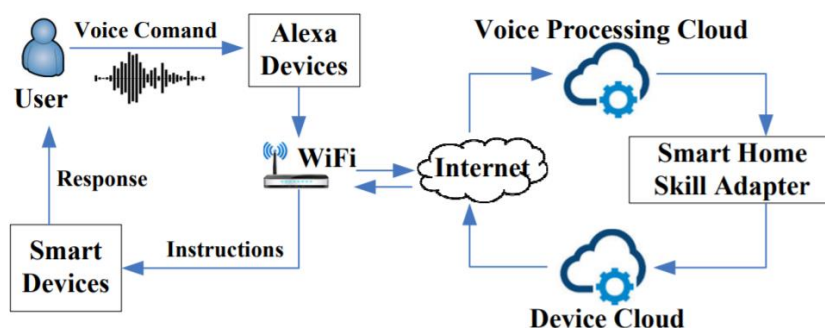 Voice Comand
User
Alexa
Devices
Voice Processing Cloud
WiFi
Internet
Smart Home
Skill Adapter
Response
Instructions
Smart
Devices
Device Cloud